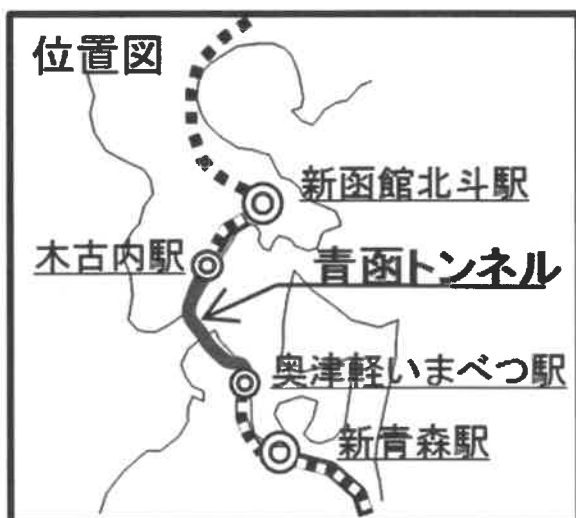 位置図
新函館北斗駅
木古内駅
青函トンネル
奥津軽いまべつ駅
新青森駅